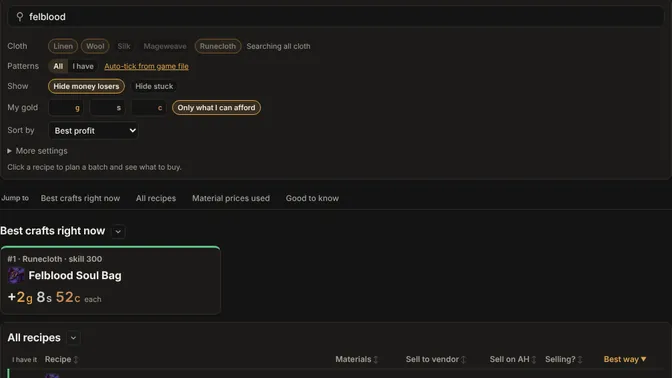 felblood
Cloth Linen Wool Silk Mageweave Runecloth Searching all cloth
Patterns All I have Auto-tick from game file
Show Hide money losers Hide stuck
My gold g s c Only what I can afford
Sort by Best profit
More settings
Click a recipe to plan a batch and see what to buy.
Jump to Best crafts right now All recipes Material prices used Good to know
Best crafts right now
#1 · Runecloth · skill 300
Felblood Soul Bag
+2g 8s 52c each
All recipes
I have it Recipe Materials Sell to vendor Sell on AH Selling? Best way ▼